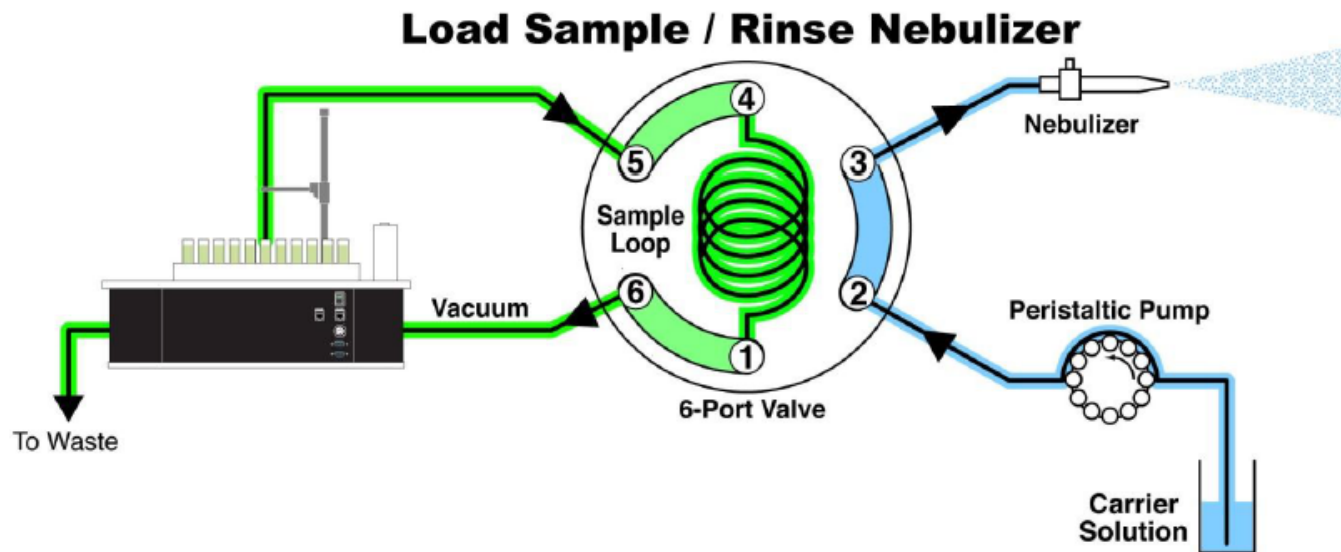 Load Sample / Rinse Nebulizer
4
Nebulizer
5
3
Sample
Loop
6
2
Vacuum
Peristaltic Pump
1
6-Port Valve
To Waste
Carrier
Solution